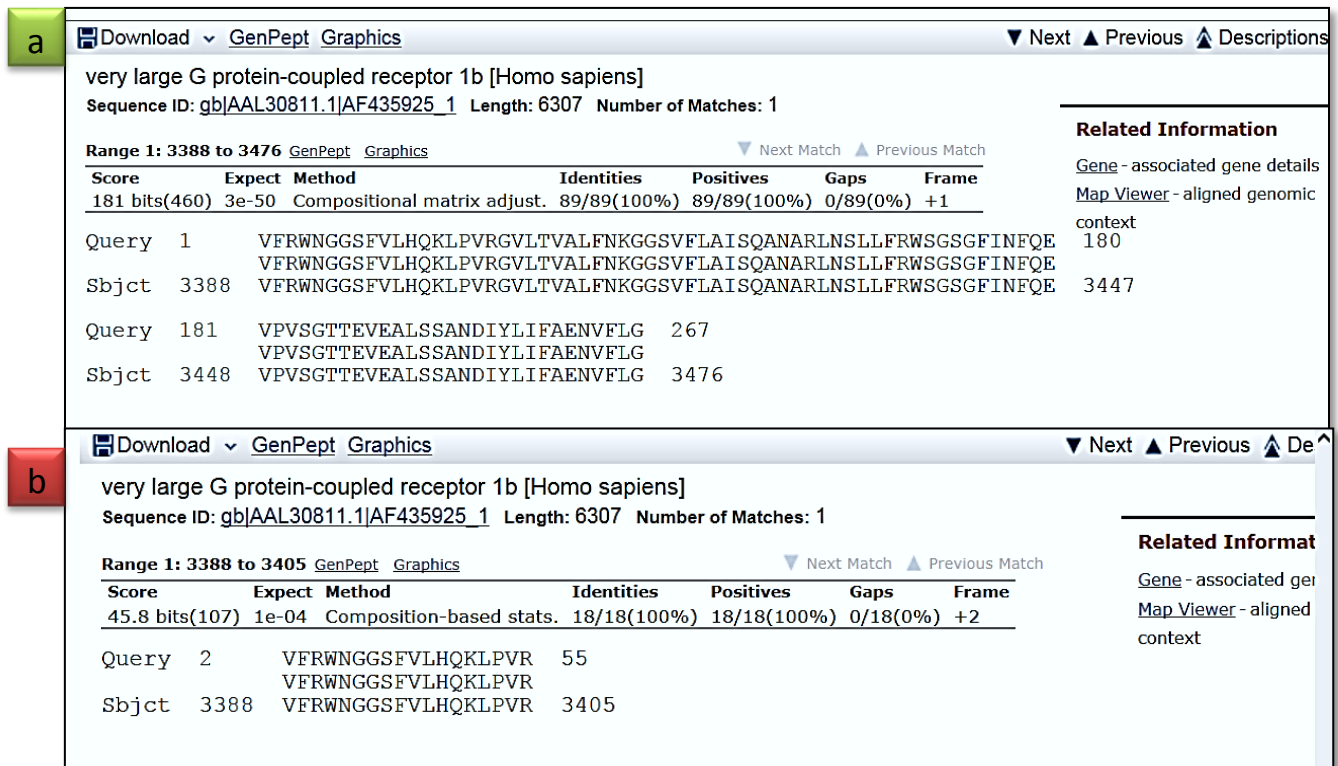 a
Download GenPept Graphics Next Previous Descriptions
very large G protein-coupled receptor 1b [Homo sapiens]
Sequence ID: gb|AAL30811.1|AF435925_1 Length: 6307 Number of Matches: 1
Related Information
Gene - associated gene details
Map Viewer - aligned genomic
context
Range 1: 3388 to 3476 GenPept Graphics Next Match Previous Match
Score Expect Method Identities Positives Gaps Frame
181 bits(460) 3e-50 Compositional matrix adjust. 89/89(100%) 89/89(100%) 0/89(0%) +1
Query 1 VFRWNGGSFVLHQKLPVRGVLTVALFNKGGSVFLAISQANARLNSLLFRWSGSGFINFQE 180
VFRWNGGSFVLHQKLPVRGVLTVALFNKGGSVFLAISQANARLNSLLFRWSGSGFINFQE
Sbjct 3388 VFRWNGGSFVLHQKLPVRGVLTVALFNKGGSVFLAISQANARLNSLLFRWSGSGFINFQE 3447
Query 181 VPVSGTTEVEALSSANDIYLIFAENVFLG 267
VPVSGTTEVEALSSANDIYLIFAENVFLG
Sbjct 3448 VPVSGTTEVEALSSANDIYLIFAENVFLG 3476
b
Download GenPept Graphics Next Previous De
very large G protein-coupled receptor 1b [Homo sapiens]
Sequence ID: gb|AAL30811.1|AF435925_1 Length: 6307 Number of Matches: 1
Related Informat
Gene - associated ger
Map Viewer - aligned
context
Range 1: 3388 to 3405 GenPept Graphics Next Match Previous Match
Score Expect Method Identities Positives Gaps Frame
45.8 bits(107) 1e-04 Composition-based stats. 18/18(100%) 18/18(100%) 0/18(0%) +2
Query 2 VFRWNGGSFVLHQKLPVR 55
VFRWNGGSFVLHQKLPVR
Sbjct 3388 VFRWNGGSFVLHQKLPVR 3405